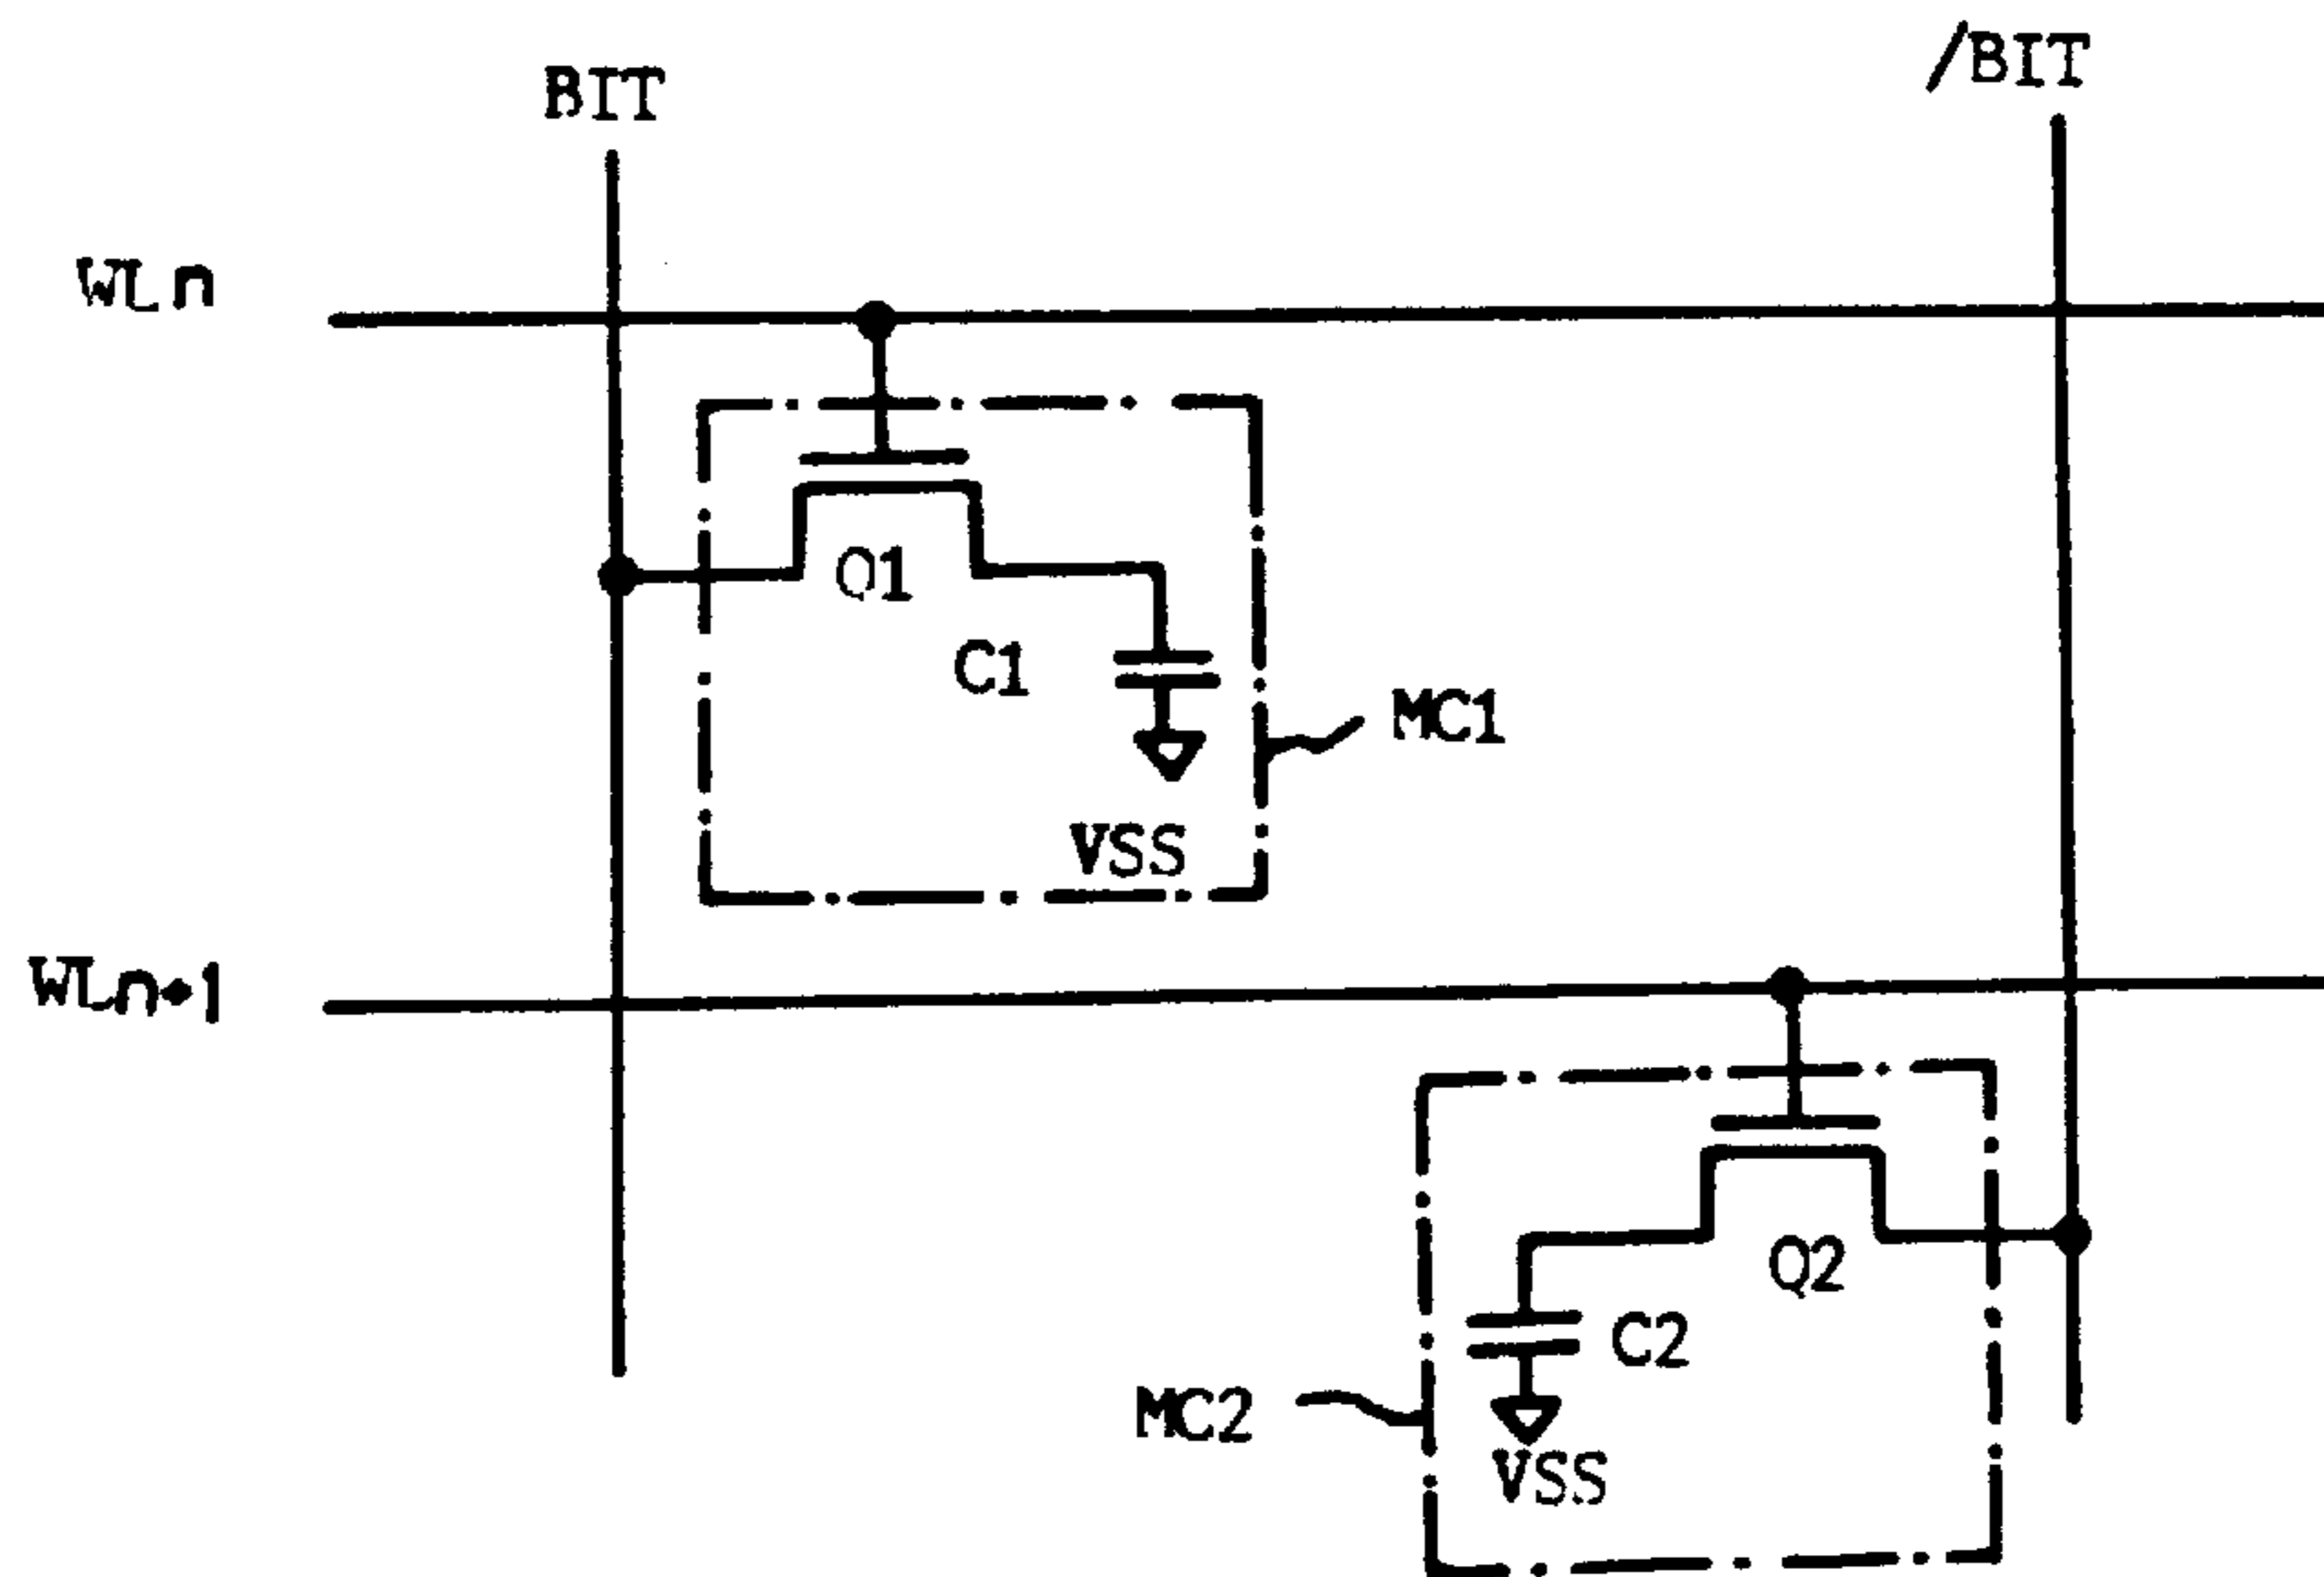 BIT
/BIT
WLn
Q1
C1
MC1
VSS
WLn+1
Q2
C2
MC2
VSS